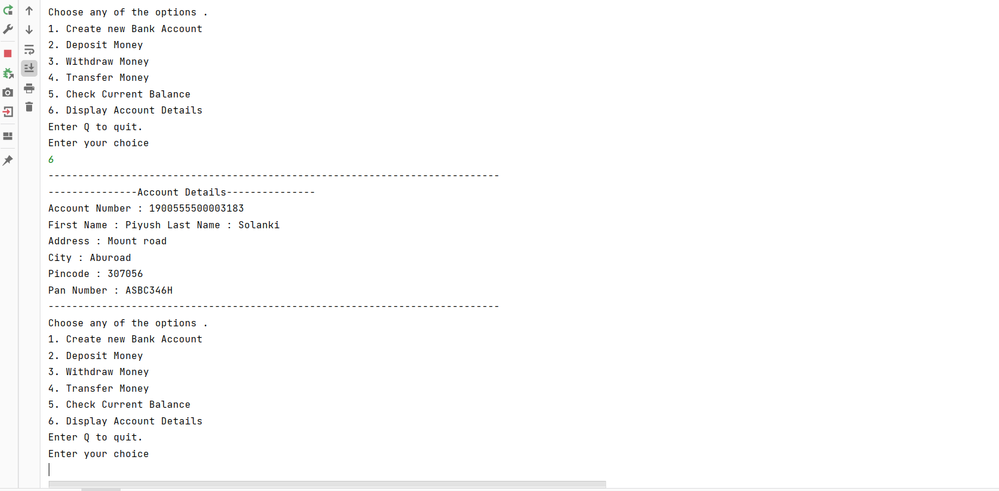 Choose any of the options .
1. Create new Bank Account
2. Deposit Money
3. Withdraw Money
4. Transfer Money
5. Check Current Balance
6. Display Account Details
Enter Q to quit.
Enter your choice
6
----------------------------------------------------------------------------
---------------Account Details---------------
Account Number : 1900555500003183
First Name : Piyush Last Name : Solanki
Address : Mount road
City : Aburoad
Pincode : 307056
Pan Number : ASBC346H
----------------------------------------------------------------------------
Choose any of the options .
1. Create new Bank Account
2. Deposit Money
3. Withdraw Money
4. Transfer Money
5. Check Current Balance
6. Display Account Details
Enter Q to quit.
Enter your choice